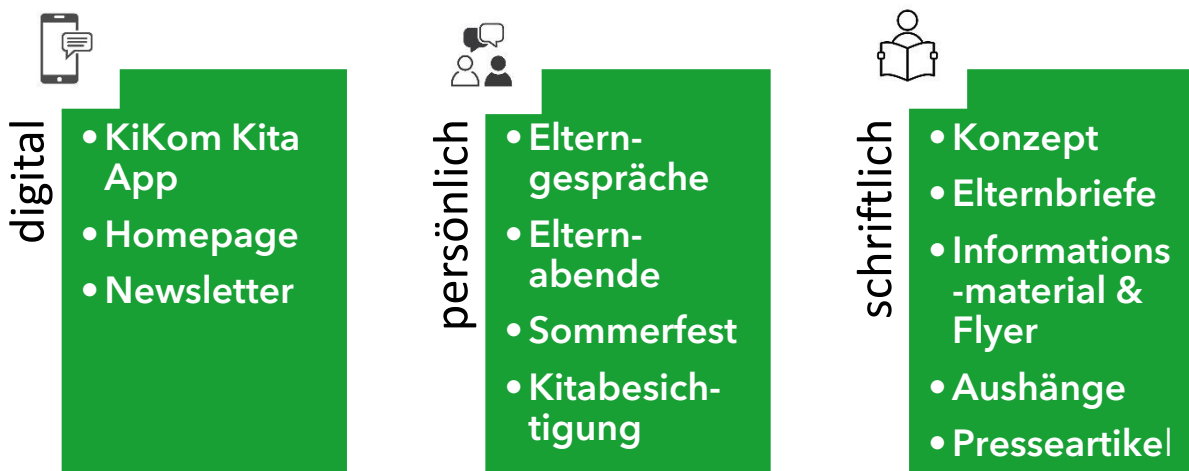 digital
• KiKom Kita
App
• Homepage
• Newsletter
persönlich
• Eltern-
gespräche
• Eltern-
abende
• Sommerfest
• Kitabesich-
tigung
schriftlich
• Konzept
• Elternbriefe
• Informations
-material &
Flyer
• Aushänge
• Presseartikel